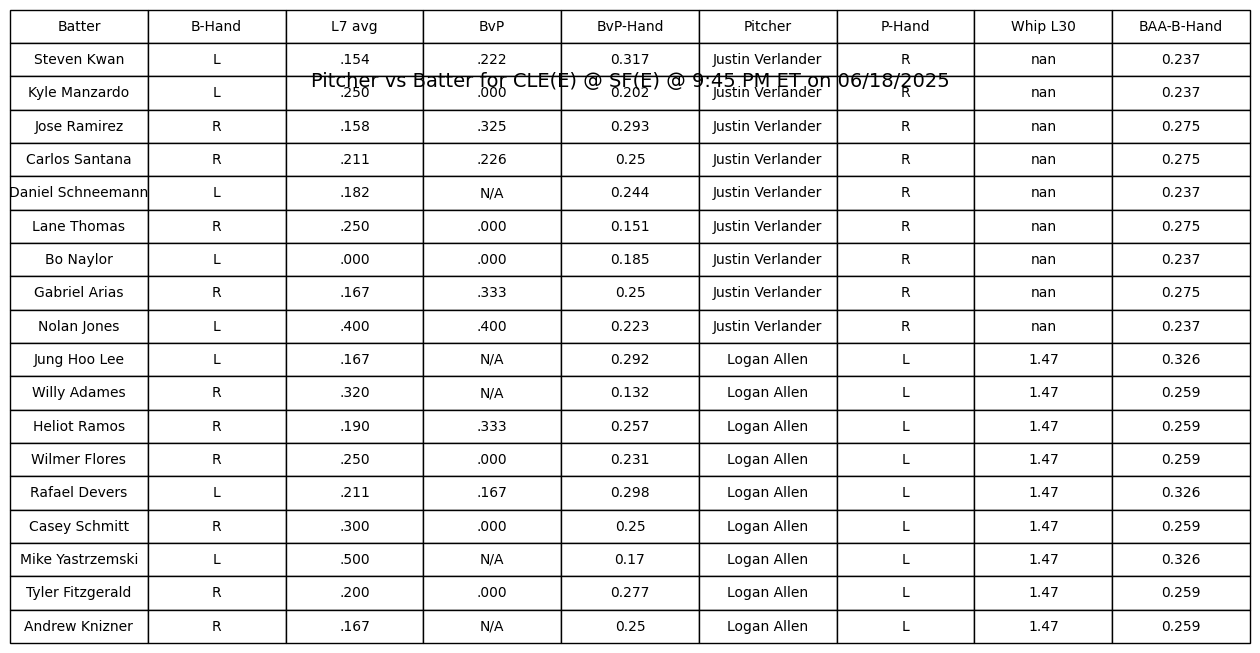 Batter B-Hand L7 avg BvP BvP-Hand Pitcher P-Hand Whip L30 BAA-B-Hand
Steven Kwan L .154 .222 0.317 Justin Verlander R nan 0.237
Pitcher vs Batter for CLE(E) @ SF(E) @ 9:45 PM ET on 06/18/2025
Kyle Manzardo L .250 .000 0.202 Justin Verlander R nan 0.237
Jose Ramirez R .158 .325 0.293 Justin Verlander R nan 0.275
Carlos Santana R .211 .226 0.25 Justin Verlander R nan 0.275
Daniel Schneemann L .182 N/A 0.244 Justin Verlander R nan 0.237
Lane Thomas R .250 .000 0.151 Justin Verlander R nan 0.275
Bo Naylor L .000 .000 0.185 Justin Verlander R nan 0.237
Gabriel Arias R .167 .333 0.25 Justin Verlander R nan 0.275
Nolan Jones L .400 .400 0.223 Justin Verlander R nan 0.237
Jung Hoo Lee L .167 N/A 0.292 Logan Allen L 1.47 0.326
Willy Adames R .320 N/A 0.132 Logan Allen L 1.47 0.259
Heliot Ramos R .190 .333 0.257 Logan Allen L 1.47 0.259
Wilmer Flores R .250 .000 0.231 Logan Allen L 1.47 0.259
Rafael Devers L .211 .167 0.298 Logan Allen L 1.47 0.326
Casey Schmitt R .300 .000 0.25 Logan Allen L 1.47 0.259
Mike Yastrzemski L .500 N/A 0.17 Logan Allen L 1.47 0.326
Tyler Fitzgerald R .200 .000 0.277 Logan Allen L 1.47 0.259
Andrew Knizner R .167 N/A 0.25 Logan Allen L 1.47 0.259